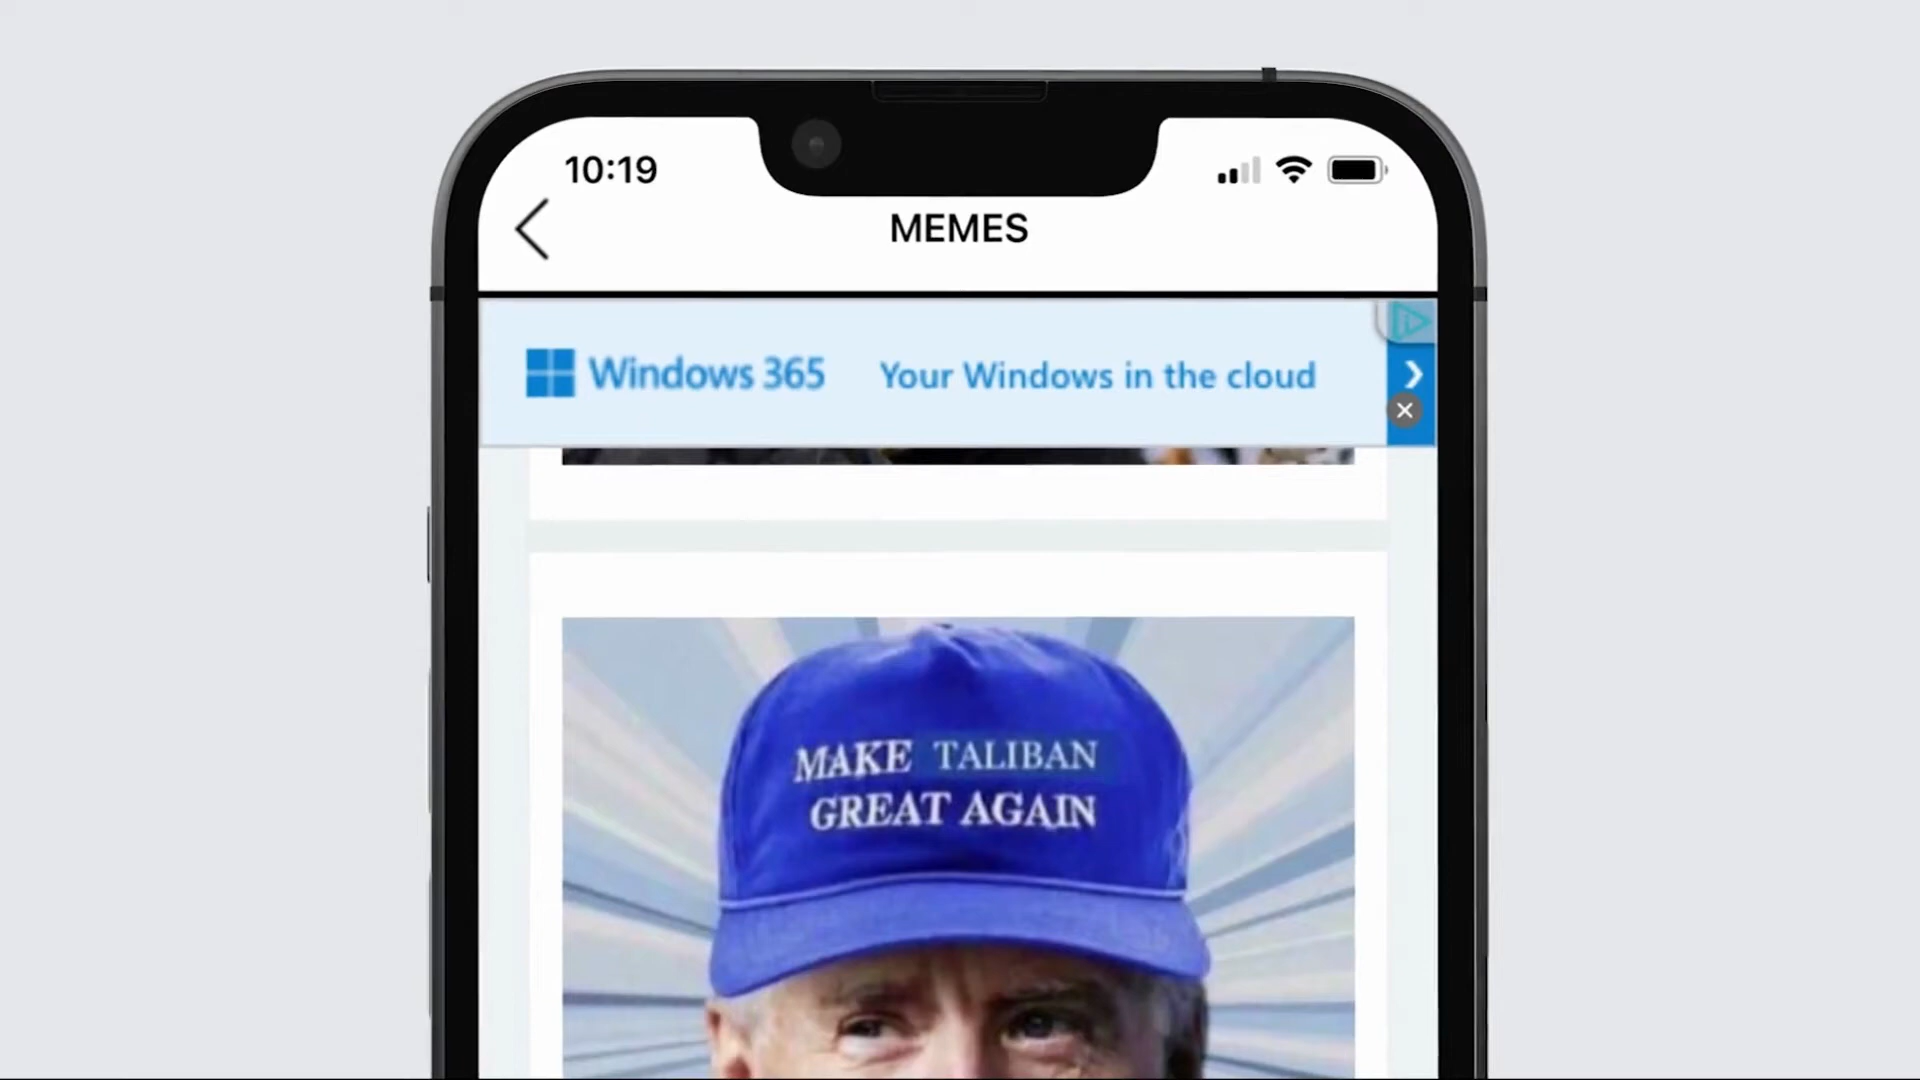 10:19
MEMES
Windows 365 Your Windows in the cloud
MAKE TALIBAN
GREAT AGAIN